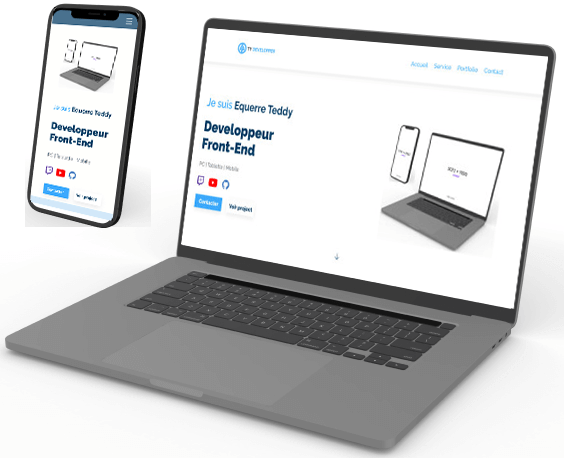 Je suis Equerre Teddy
Developpeur
Front-End
PC | Tablette | Mobile
Contacter
Voir project
TY DEVELOPPER
Accueil Service Portfolio Contact
Je suis Equerre Teddy
Developpeur
Front-End
PC | Tablette | Mobile
Contacter
Voir project